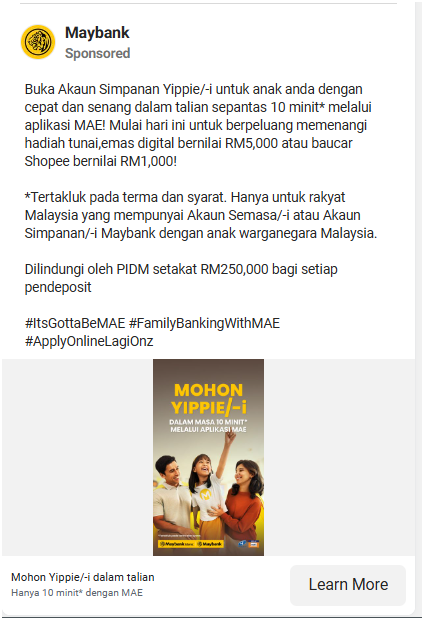 Maybank
Sponsored
Buka Akaun Simpanan Yippie/-i untuk anak anda dengan
cepat dan senang dalam talian sepantas 10 minit* melalui
aplikasi MAE! Mulai hari ini untuk berpeluang memenangi
hadiah tunai,emas digital bernilai RM5,000 atau baucar
Shopee bernilai RM1,000!
*Tertakluk pada terma dan syarat. Hanya untuk rakyat
Malaysia yang mempunyai Akaun Semasa/-i atau Akaun
Simpanan/-i Maybank dengan anak warganegara Malaysia.
Dilindungi oleh PIDM setakat RM250,000 bagi setiap
pendeposit
#ItsGottaBeMAE #FamilyBankingWithMAE
#ApplyOnlineLagiOnz
MOHON
YIPPIE/-i
DALAM MASA 10 MINIT*
MELALUI APLIKASI MAE
Maybank Maybank
Mohon Yippie/-i dalam talian
Hanya 10 minit* dengan MAE
Learn More